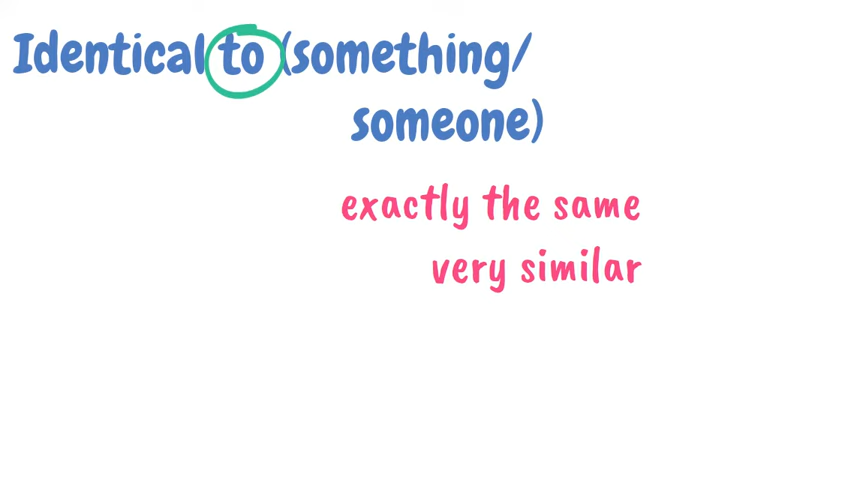 Identical to (something/
someone)
exactly the same
very similar